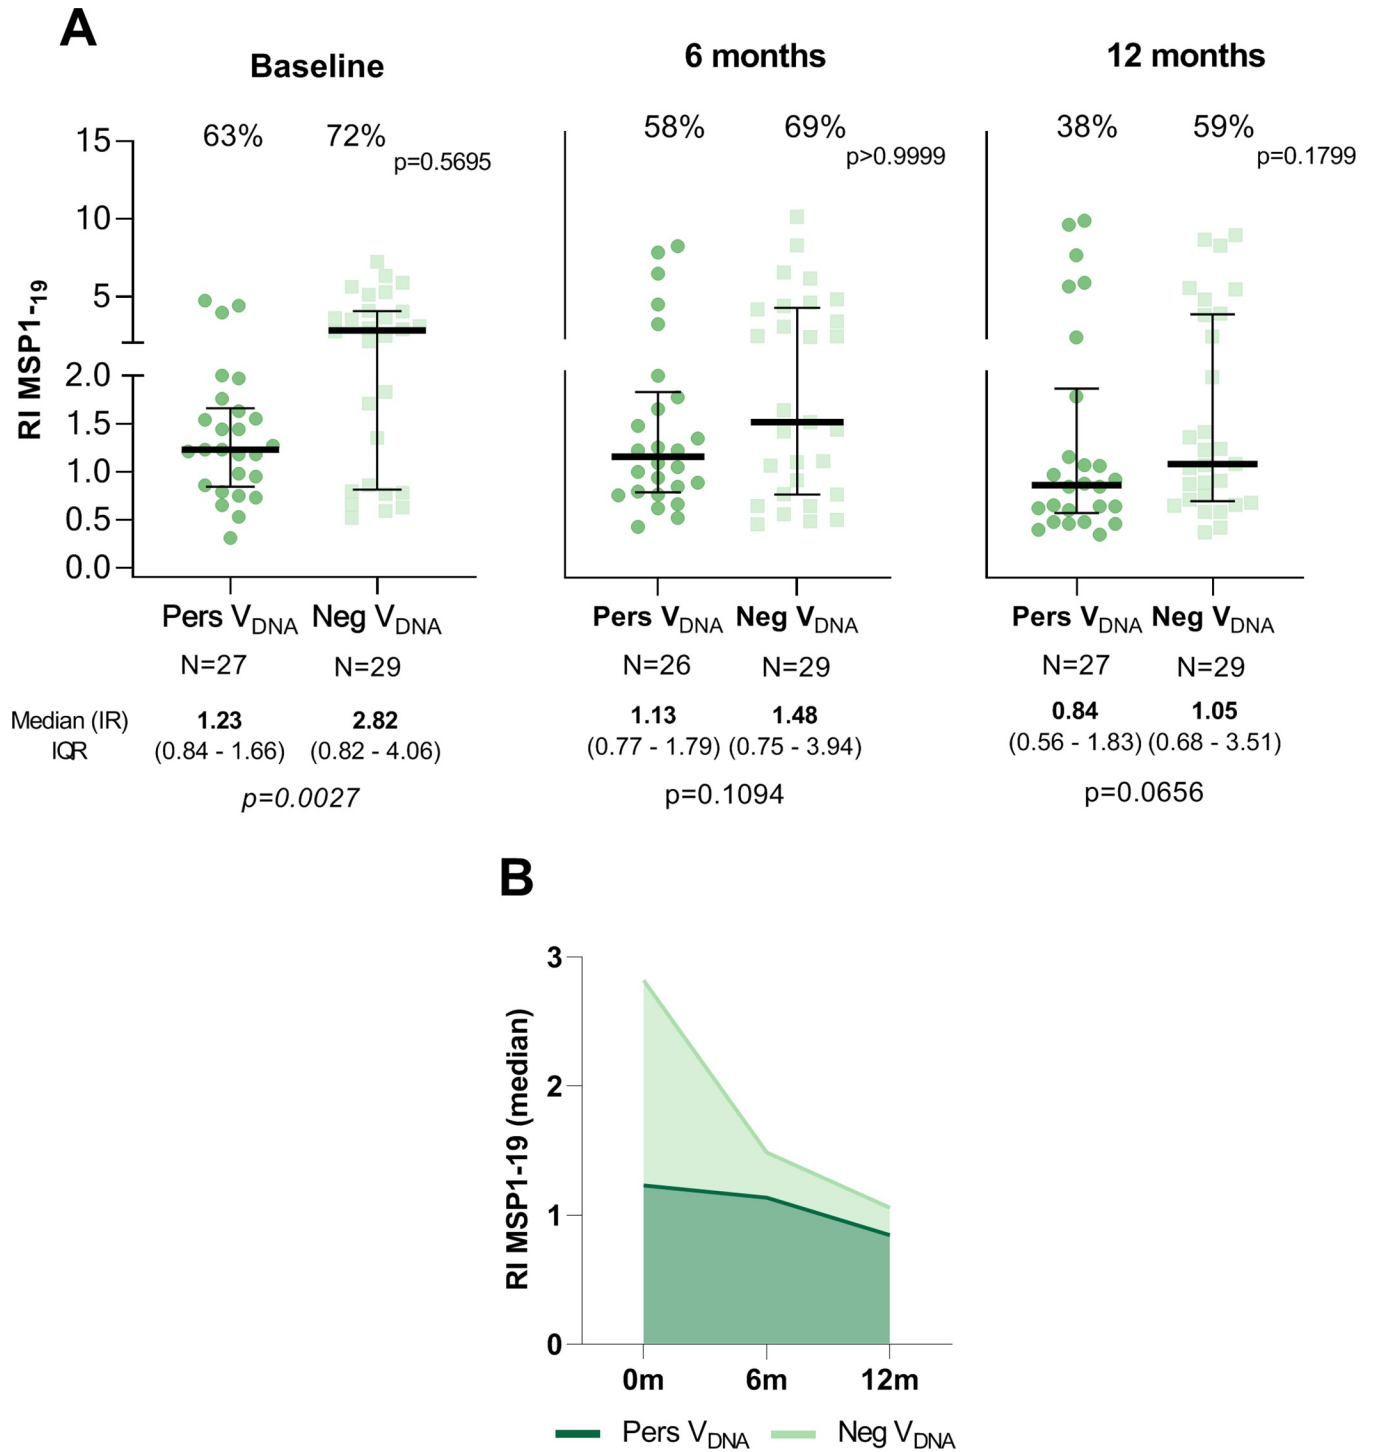 A
Baseline
6 months
12 months
63%
72%
p=0.5695
58%
69%
p>0.9999
38%
59%
p=0.1799
RI MSP1-19
15
10
5
2.0
1.5
1.0
0.5
0.0
Pers VDNA
Neg VDNA
Pers VDNA
Neg VDNA
Pers VDNA
Neg VDNA
N=27
N=29
N=26
N=29
N=27
N=29
Median (IR)
1.23
2.82
1.13
1.48
0.84
1.05
IQR
(0.84 - 1.66)
(0.82 - 4.06)
(0.77 - 1.79)
(0.75 - 3.94)
(0.56 - 1.83)
(0.68 - 3.51)
p=0.0027
p=0.1094
p=0.0656
B
RI MSP1-19 (median)
3
2
1
0
0m
6m
12m
Pers VDNA
Neg VDNA